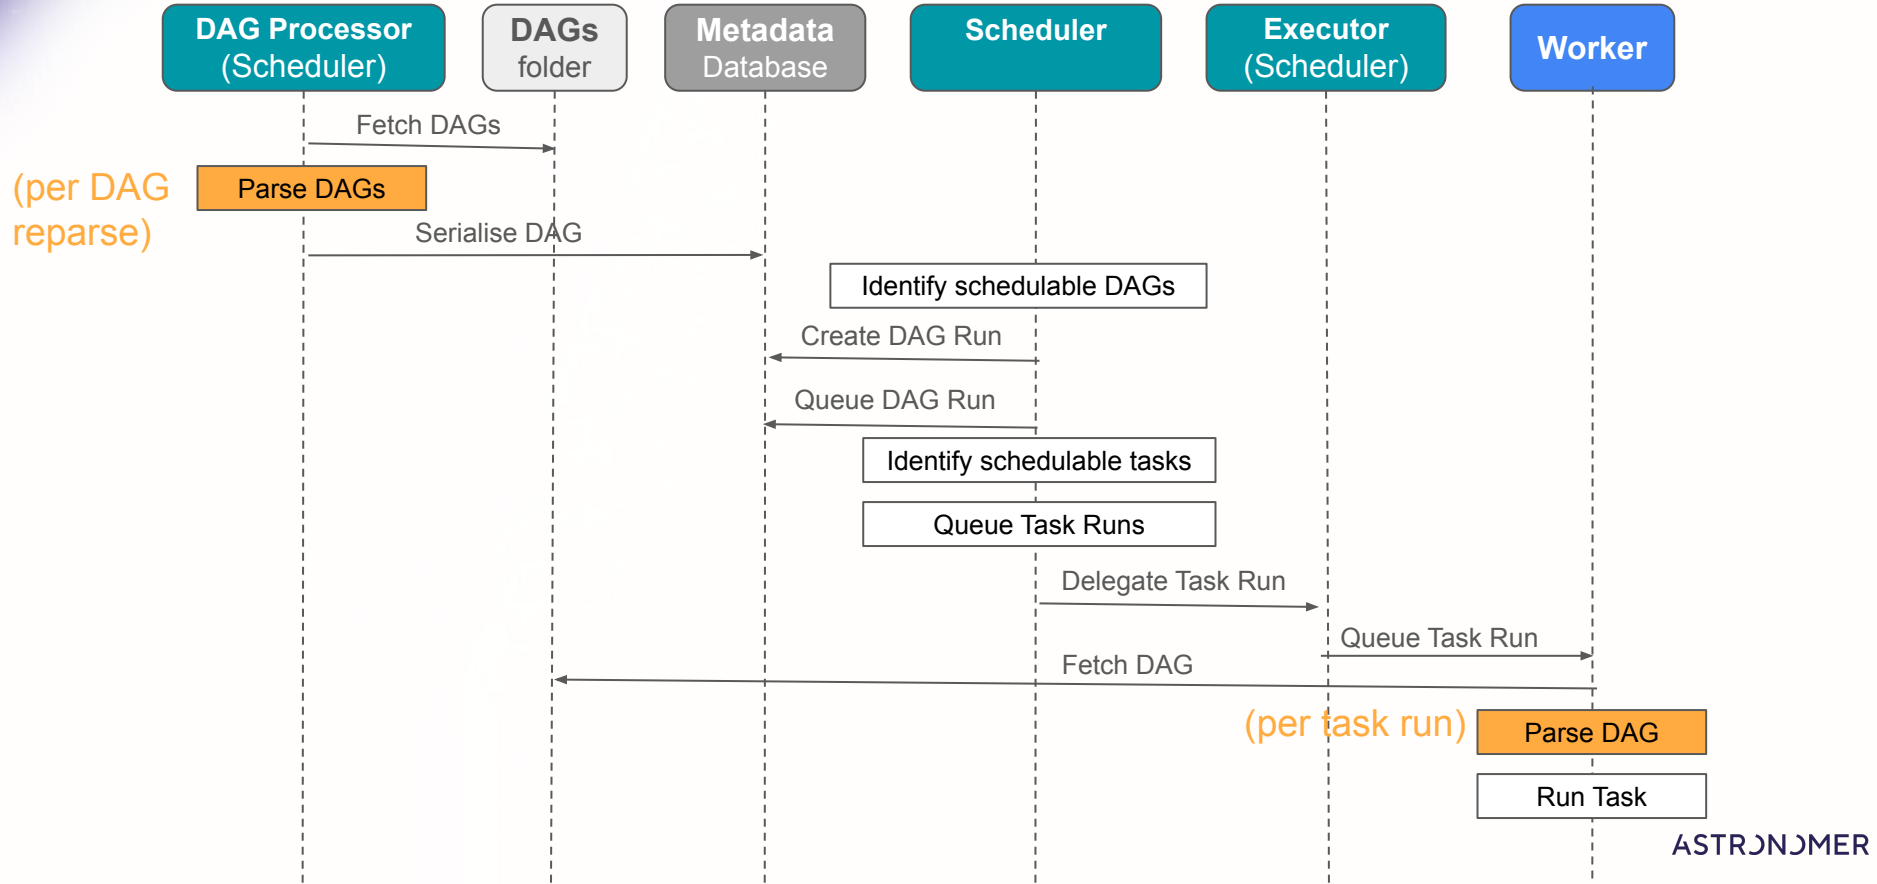 DAG Processor
(Scheduler)
DAGs
folder
Metadata
Database
Scheduler
Executor
(Scheduler)
Worker
Fetch DAGs
(per DAG
reparse)
Parse DAGs
Serialise DAG
Identify schedulable DAGs
Create DAG Run
Queue DAG Run
Identify schedulable tasks
Queue Task Runs
Delegate Task Run
Queue Task Run
Fetch DAG
(per task run)
Parse DAG
Run Task
ASTRONOMER